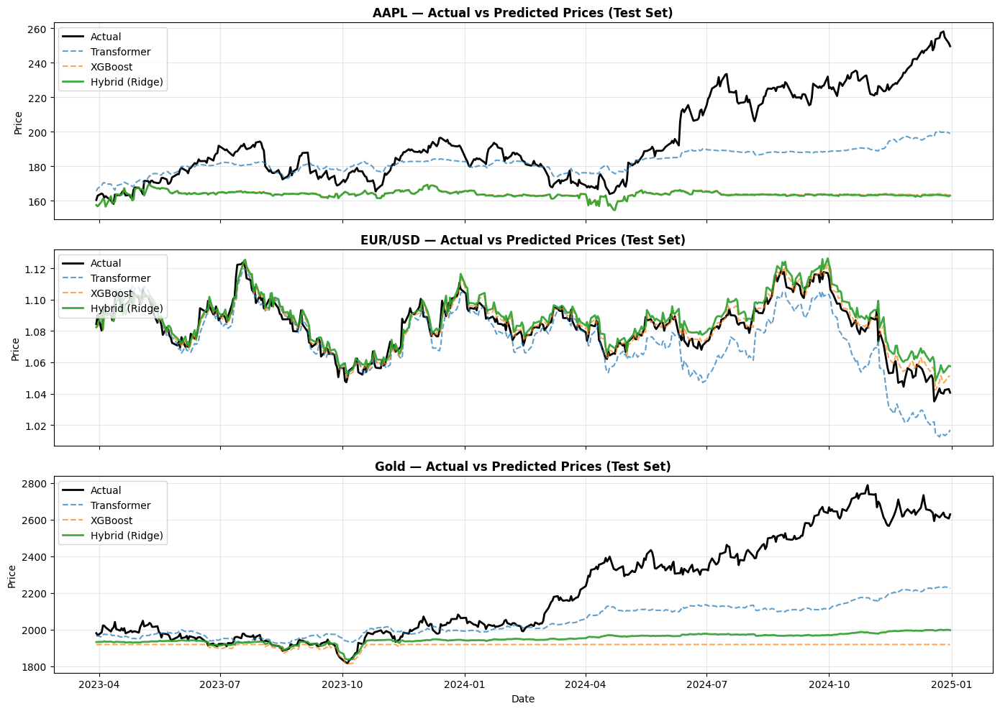 AAPL — Actual vs Predicted Prices (Test Set)
260
240
220
200
180
160
Price
Actual
Transformer
XGBoost
Hybrid (Ridge)
EUR/USD — Actual vs Predicted Prices (Test Set)
1.12
1.10
1.08
1.06
1.04
1.02
Price
Actual
Transformer
XGBoost
Hybrid (Ridge)
Gold — Actual vs Predicted Prices (Test Set)
2800
2600
2400
2200
2000
1800
Price
Actual
Transformer
XGBoost
Hybrid (Ridge)
2023-04 2023-07 2023-10 2024-01 2024-04 2024-07 2024-10 2025-01
Date